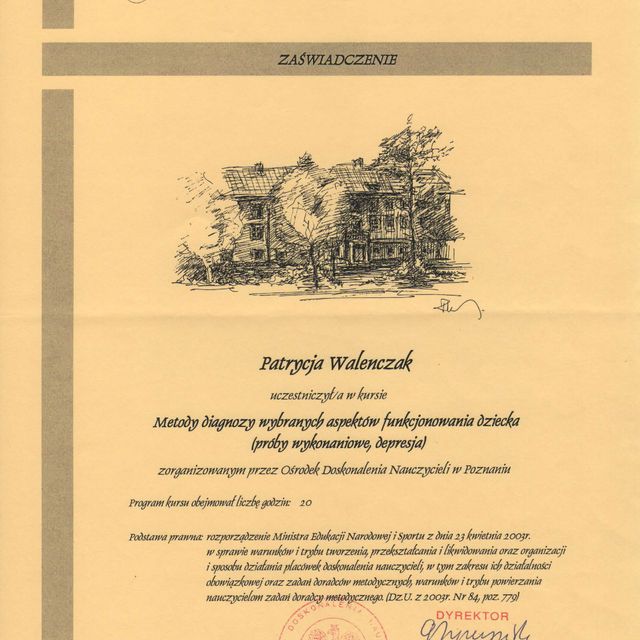 ZAŚWIADCZENIE
Patrycja Walenczak
uczestniczył/a w kursie
Metody diagnozy wybranych aspektów funkcjonowania dziecka
(próby wykonaniowe, depresja)
zorganizowanym przez Ośrodek Doskonalenia Nauczycieli w Poznaniu
Program kursu obejmował liczbę godzin: 20
Podstawa prawna: rozporządzenie Ministra Edukacji Narodowej i Sportu z dnia 23 kwietnia 2003r.
w sprawie warunków i trybu tworzenia, przekształcania i likwidowania oraz organizacji
i sposobu działania placówek doskonalenia nauczycieli, w tym zakresu ich działalności
obowiązkowej oraz zadań doradców metodycznych, warunków i trybu powierzania
nauczycielom zadań doradcy metodycznego. (Dz.U. z 2003r. Nr 84, poz. 779)
DOSKONALENIA
DYREKTOR